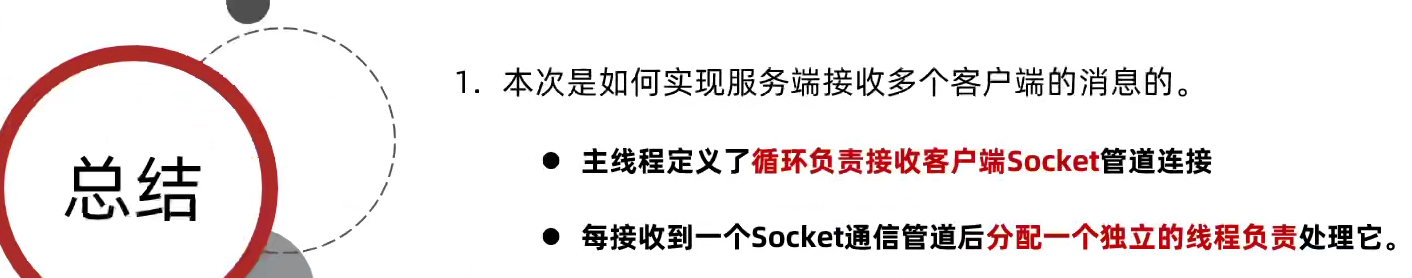 总结
1. 本次是如何实现服务端接收多个客户端的消息的。
● 主线程定义了循环负责接收客户端Socket管道连接
● 每接收到一个Socket通信管道后分配一个独立的线程负责处理它。